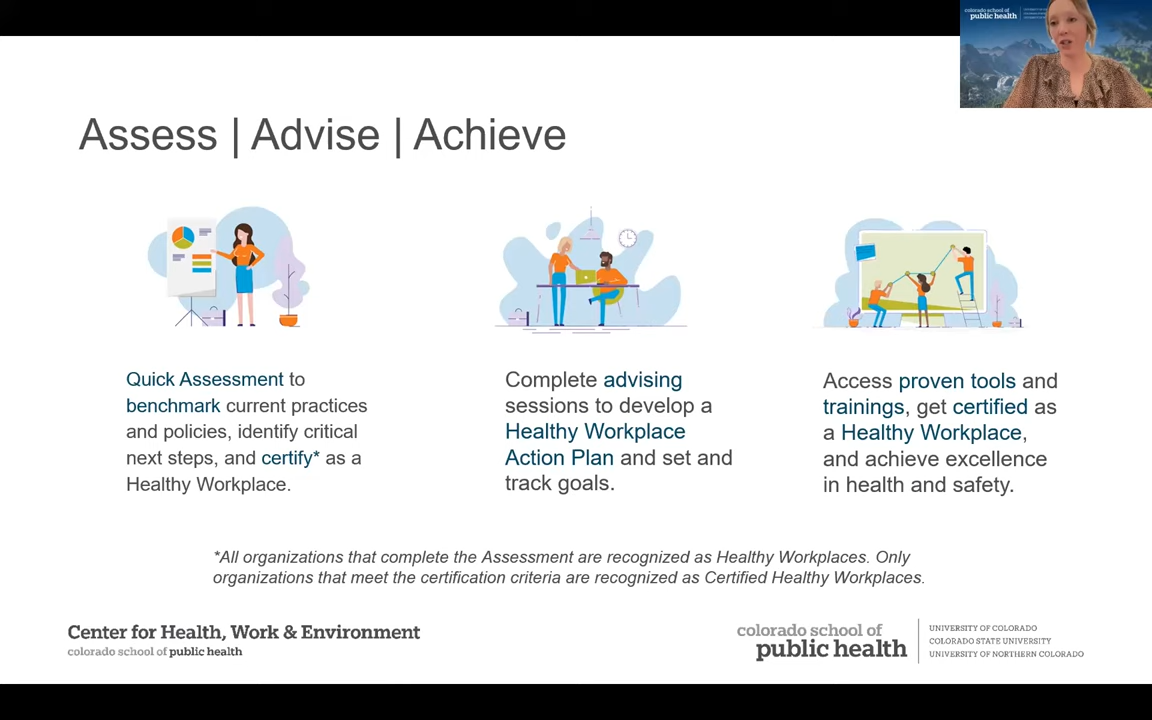 colorado school of
public health
Assess | Advise | Achieve
Quick Assessment to
benchmark current practices
and policies, identify critical
next steps, and certify* as a
Healthy Workplace.
Complete advising
sessions to develop a
Healthy Workplace
Action Plan and set and
track goals.
Access proven tools and
trainings, get certified as
a Healthy Workplace,
and achieve excellence
in health and safety.
*All organizations that complete the Assessment are recognized as Healthy Workplaces. Only
organizations that meet the certification criteria are recognized as Certified Healthy Workplaces.
Center for Health, Work & Environment
colorado school of public health
colorado school of
public health
UNIVERSITY OF COLORADO
COLORADO STATE UNIVERSITY
UNIVERSITY OF NORTHERN COLORADO